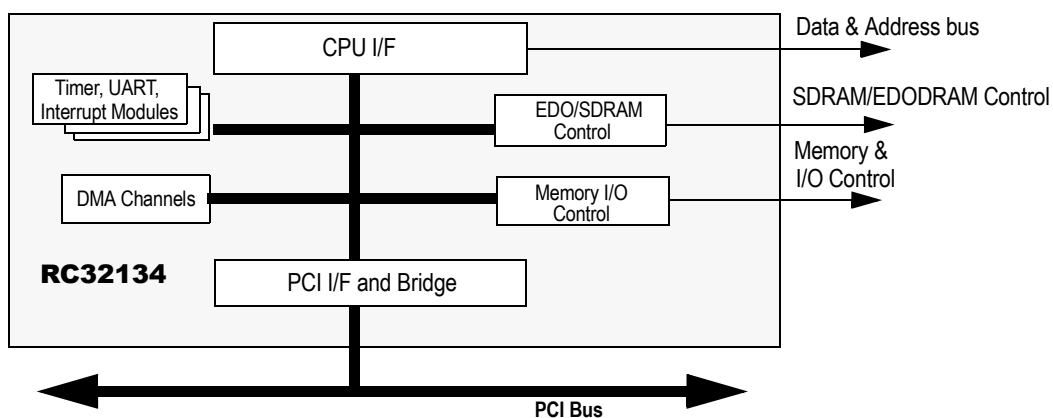 CPU I/F
Data & Address bus
Timer, UART,
Interrupt Modules
EDO/SDRAM
Control
SDRAM/EDODRAM Control
Memory &
I/O Control
DMA Channels
Memory I/O
Control
RC32134
PCI I/F and Bridge
PCI Bus